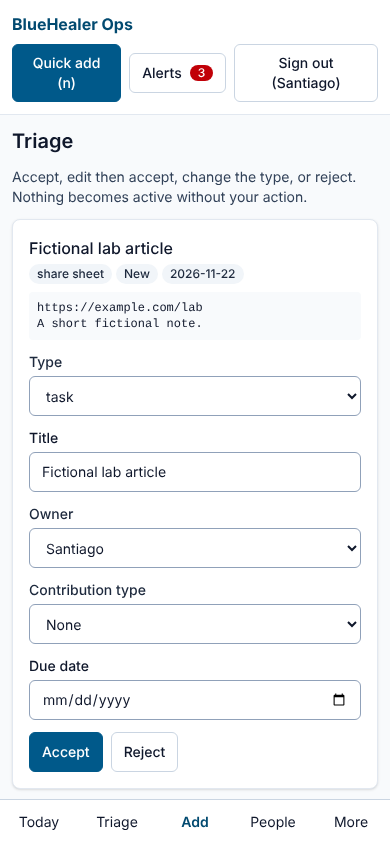 BlueHealer Ops
Quick add
(n)
Alerts 3
Sign out
(Santiago)
Triage
Accept, edit then accept, change the type, or reject.
Nothing becomes active without your action.
Fictional lab article
share sheet New 2026-11-22
https://example.com/lab
A short fictional note.
Type
task
Title
Fictional lab article
Owner
Santiago
Contribution type
None
Due date
mm/dd/yyyy
Accept Reject
Today Triage Add People More